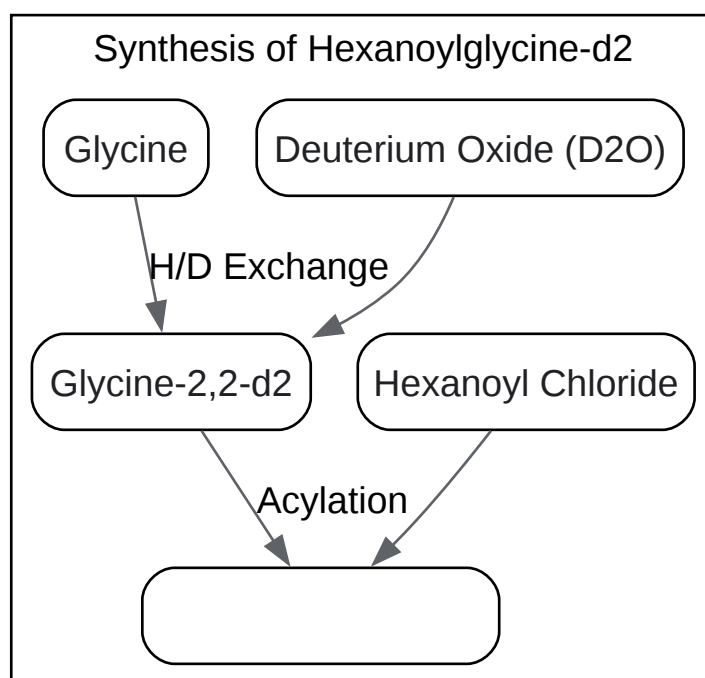 Synthesis of Hexanoylglycine-d2
Glycine
Deuterium Oxide (D2O)
H/D Exchange
Glycine-2,2-d2
Hexanoyl Chloride
Acylation